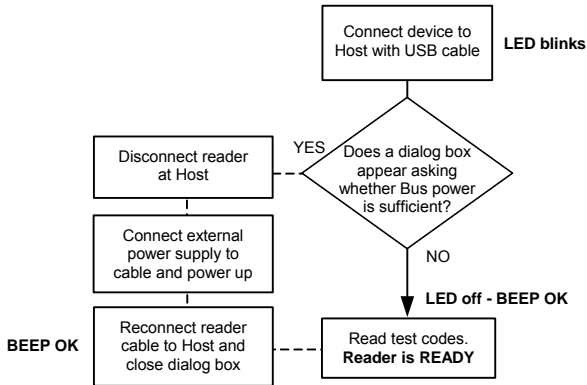 Connect device to
Host with USB cable
LED blinks
YES
Does a dialog box
appear asking
whether Bus power
is sufficient?
Disconnect reader
at Host
Connect external
power supply to
cable and power up
NO
LED off - BEEP OK
BEEP OK
Reconnect reader
cable to Host and
close dialog box
Read test codes.
Reader is READY